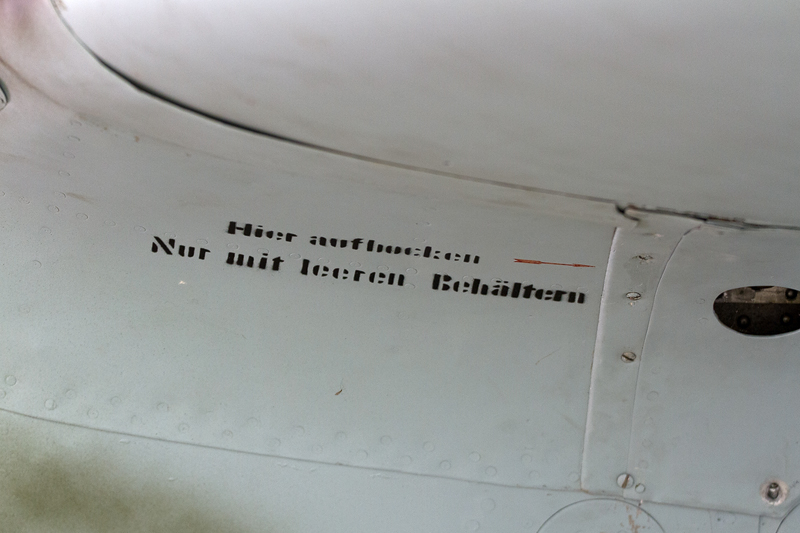 Hier aufbocken
Nur mit leeren Behältern